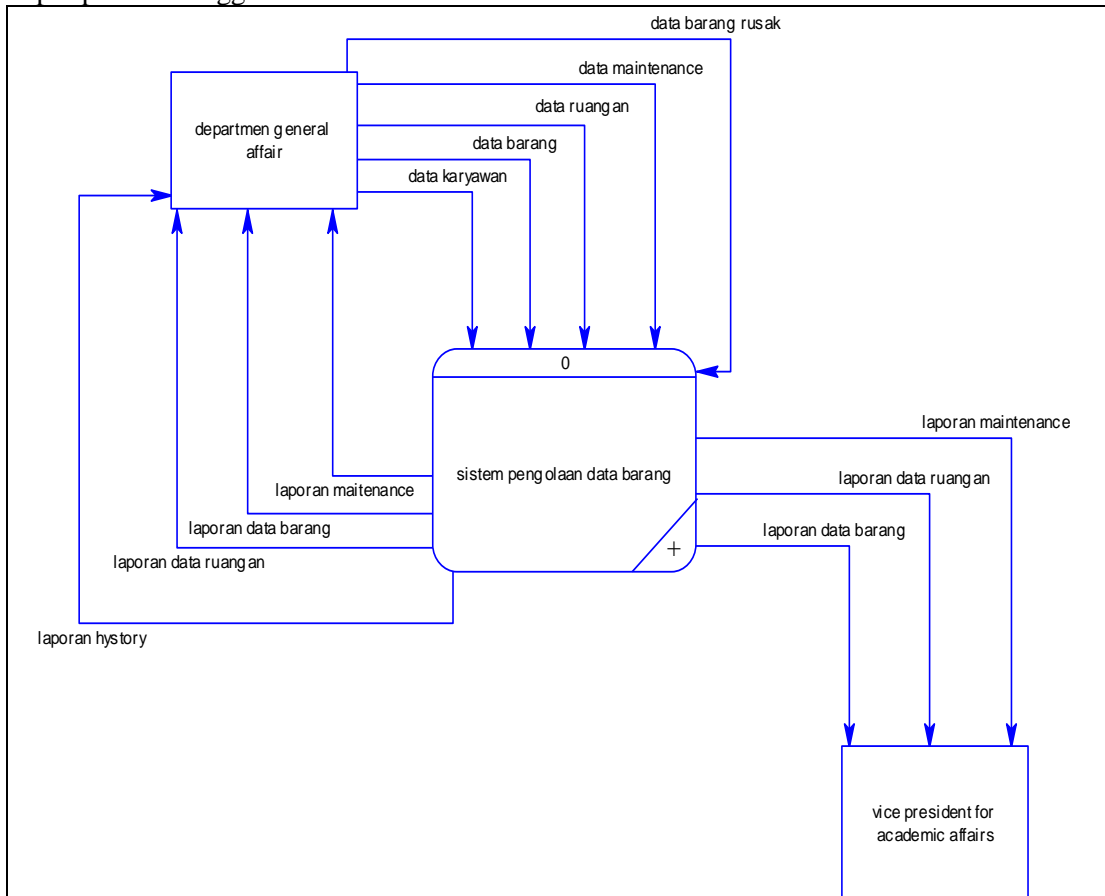 data barang rusak
data maintenance
data ruangan
departmen general
affair
data barang
data karyawan
0
laporan maintenance
sistem pengolaan data barang
laporan data ruangan
laporan maitenance
laporan data barang
laporan data barang
+
laporan data ruangan
laporan hystory
vice president for
academic affairs